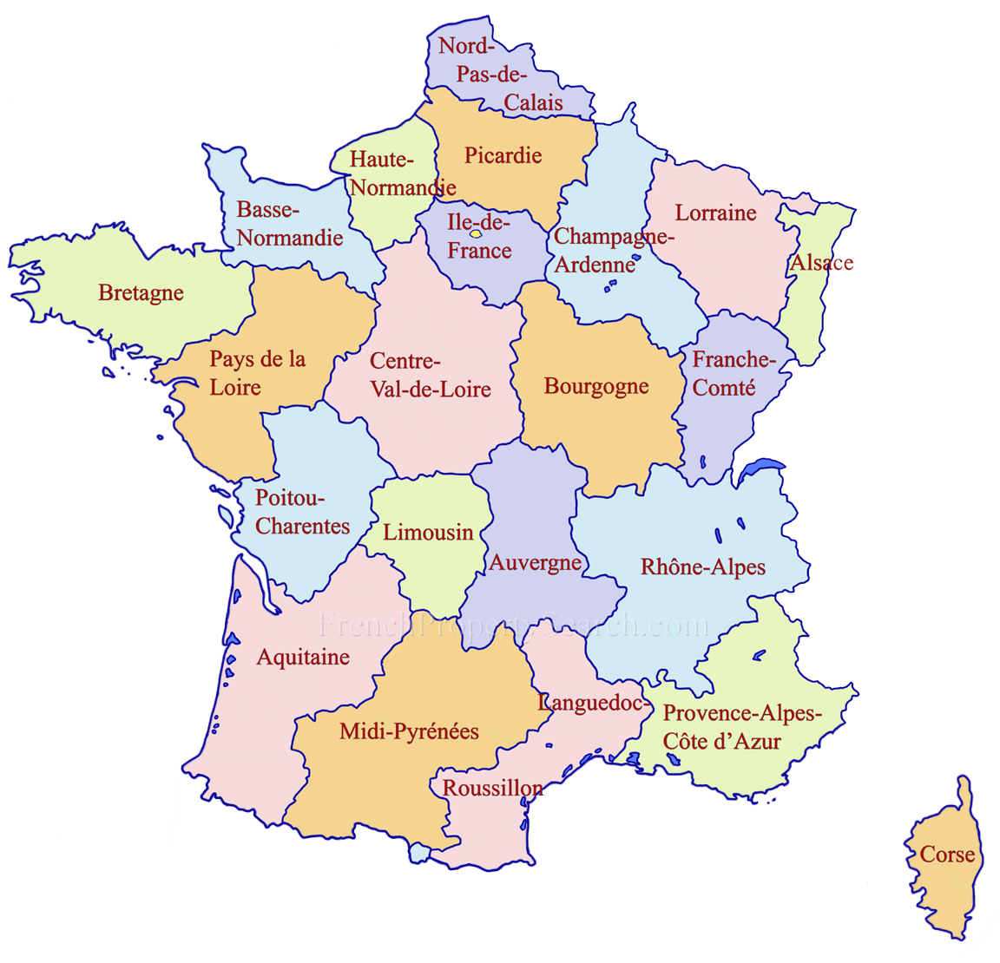 Nord-
Pas-de-
Calais
Picardie
Haute-
Normandie
Basse-
Normandie
Ile-de-
France
Champagne-
Ardenne
Lorraine
Alsace
Bretagne
Pays de la
Loire
Centre-
Val-de-Loire
Bourgogne
Franche-
Comté
Poitou-
Charentes
Limousin
Auvergne
Rhône-Alpes
FrenchPropertySearch.com
Aquitaine
Midi-Pyrénées
Languedoc-
Roussillon
Provence-Alpes-
Côte d’Azur
Corse